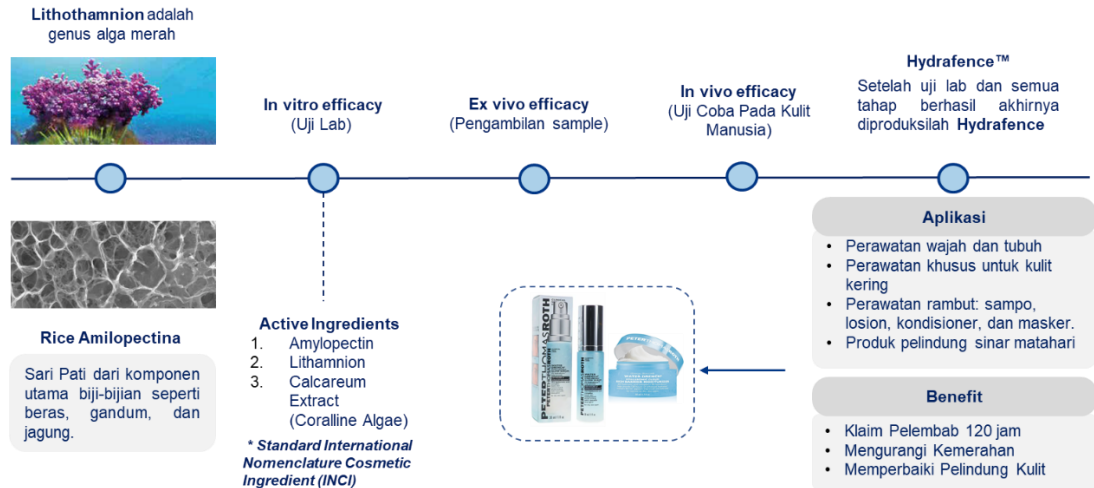 Lithothamnion adalah
genus alga merah
In vitro efficacy
(Uji Lab)
Ex vivo efficacy
(Pengambilan sample)
In vivo efficacy
(Uji Coba Pada Kulit
Manusia)
Hydrafence™
Setelah uji lab dan semua
tahap berhasil akhirnya
diproduksilah Hydrafence
Rice Amilopectina
Sari Pati dari komponen
utama biji-bijian seperti
beras, gandum, dan
jagung.
Active Ingredients
1. Amylopectin
2. Lithamnion
3. Calcareum
Extract
(Coralline Algae)
* Standard International
Nomenclature Cosmetic
Ingredient (INCI)
PETERTHOMASROTH
PETERTHOMASROTH
Aplikasi
• Perawatan wajah dan tubuh
• Perawatan khusus untuk kulit
kering
• Perawatan rambut: sampo,
losion, kondisioner, dan masker.
• Produk pelindung sinar matahari
Benefit
• Klaim Pelembab 120 jam
• Mengurangi Kemerahan
• Memperbaiki Pelindung Kulit